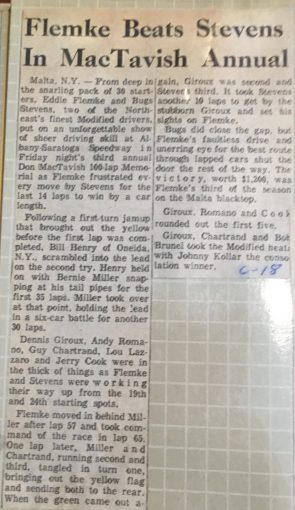 Flemke Beats Stevens
In MacTavish Annual
Malta, N.Y. — From deep in
the snarling pack of 30 start-
ers, Eddie Flemke and Bugs
Stevens, two of the North-
east's finest Modified drivers,
put on an unforgettable show
of sheer driving skill at Al-
bany-Saratoga Speedway in
Friday night's third annual
Don MacTavish 100-lap Memo-
rial as Flemke frustrated ev-
ery move by Stevens for the
last 14 laps to win by a car
length.
Following a first-turn jamup
that brought out the yellow
before the first lap was com-
pleted, Bill Henry of Oneida,
N.Y., scrambled into the lead
on the second try. Henry held
on with Bernie Miller snap-
ping at his tail pipes for the
first 35 laps. Miller took over
at that point, holding the lead
in a six-car battle for another
30 laps.
Dennis Giroux, Andy Roma-
no, Guy Chartrand, Lou Laz-
zaro and Jerry Cook were in
the thick of things as Flemke
and Stevens were working
their way up from the 19th
and 24th starting spots.
Flemke moved in behind Mil-
ler after lap 57 and took com-
mand of the race in lap 65.
One lap later, Miller and
Chartrand, running second and
third, tangled in turn one,
bringing out the yellow flag
and sending both to the rear.
When the green came out a-
gain, Giroux was second and
Stevens third. It took Stevens
another 10 laps to get by the
stubborn Giroux and set his
sights on Flemke.
Bugs did close the gap, but
Flemke's faultless drive and
unerring eye for the best route
through lapped cars shut the
door the rest of the way. The
victory, worth $1,200, was
Flemke's third of the season
on the Malta blacktop.
Giroux, Romano and Cook
rounded out the first five.
Giroux, Chartrand and Bob
Brunel took the Modified heats
with Johnny Kollar the conso
lation winner.
6-18